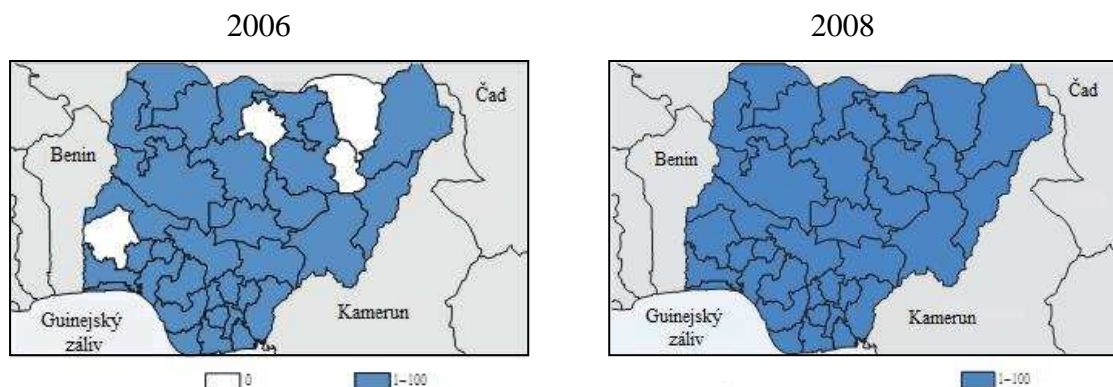 2006
2008
Čad
Benin
Guinejský
záliv
Kamerun
Čad
Benin
Guinejský
záliv
Kamerun
0
1–100
1–100